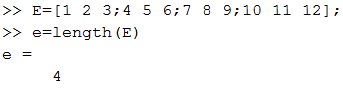 >> E=[1 2 3;4 5 6;7 8 9;10 11 12];
>> e=length(E)
e =
4